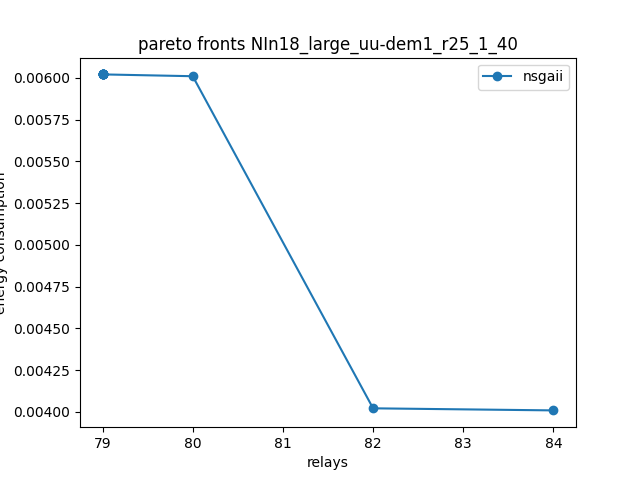 pareto fronts NIn18_large_uu-dem1_r25_1_40
nsgaii
0.00600
0.00575
0.00550
0.00525
0.00500
0.00475
0.00450
0.00425
0.00400
energy consumption
79 80 81 82 83 84
relays